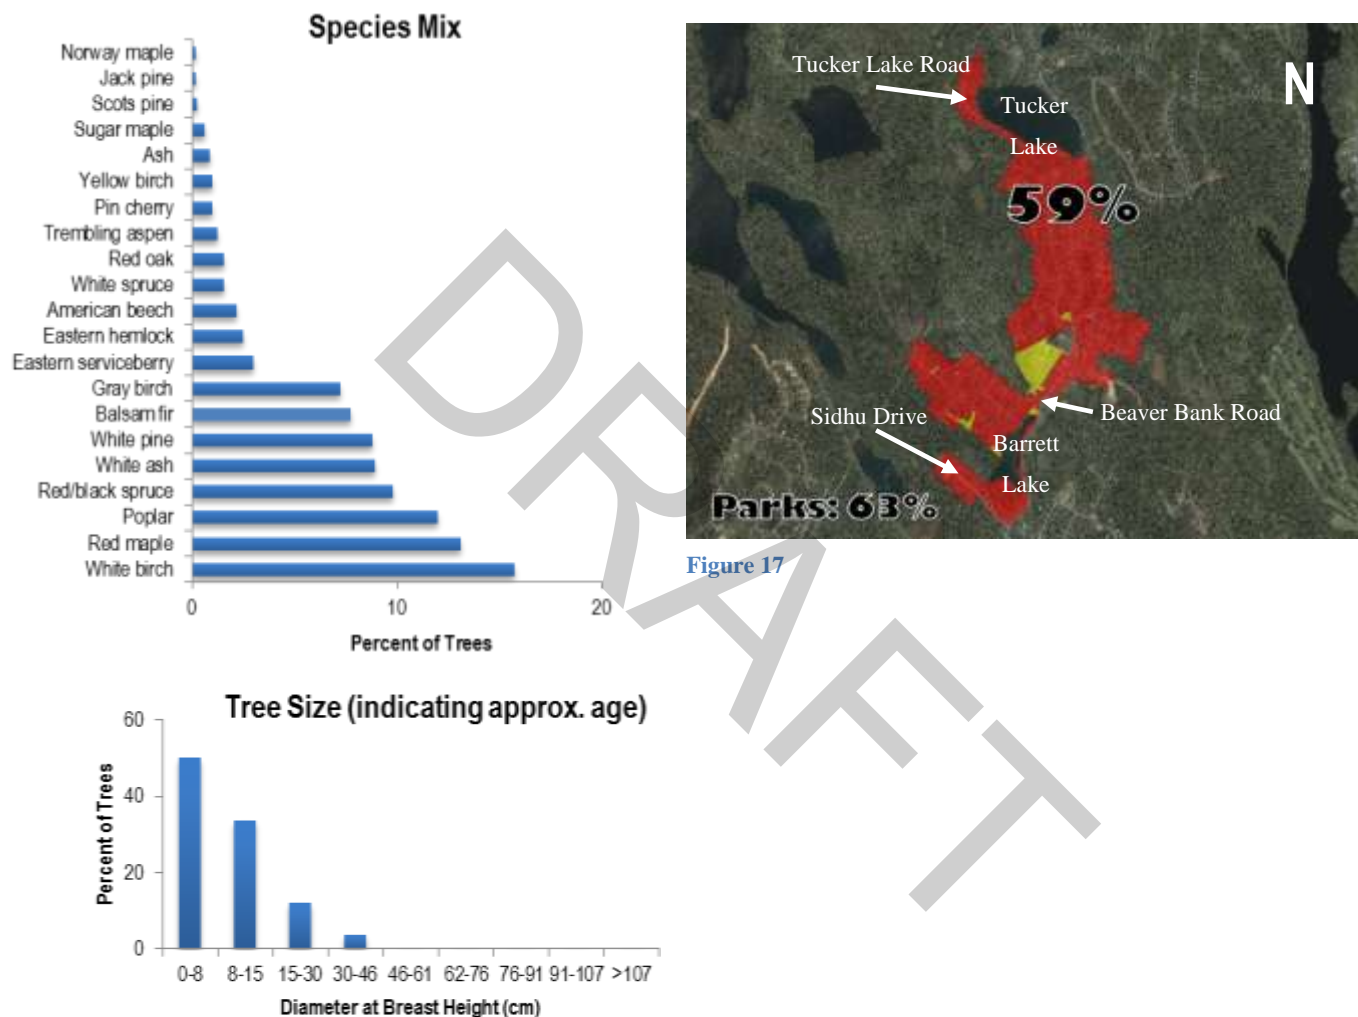 Species Mix
Norway maple
Jack pine
Scots pine
Sugar maple
Ash
Yellow birch
Pin cherry
Trembling aspen
Red oak
White spruce
American beech
Eastern hemlock
Eastern serviceberry
Gray birch
Balsam fir
White pine
White ash
Red/black spruce
Poplar
Red maple
White birch
0 10 20
Percent of Trees
Tucker Lake Road
Tucker
Lake
N
59%
Sidhu Drive
Beaver Bank Road
Barrett
Lake
Parks: 63%
Figure 17
DRAFT
Tree Size (indicating approx. age)
Percent of Trees
60
40
20
0
0-8 8-15 15-30 30-46 46-61 62-76 76-91 91-107 >107
Diameter at Breast Height (cm)